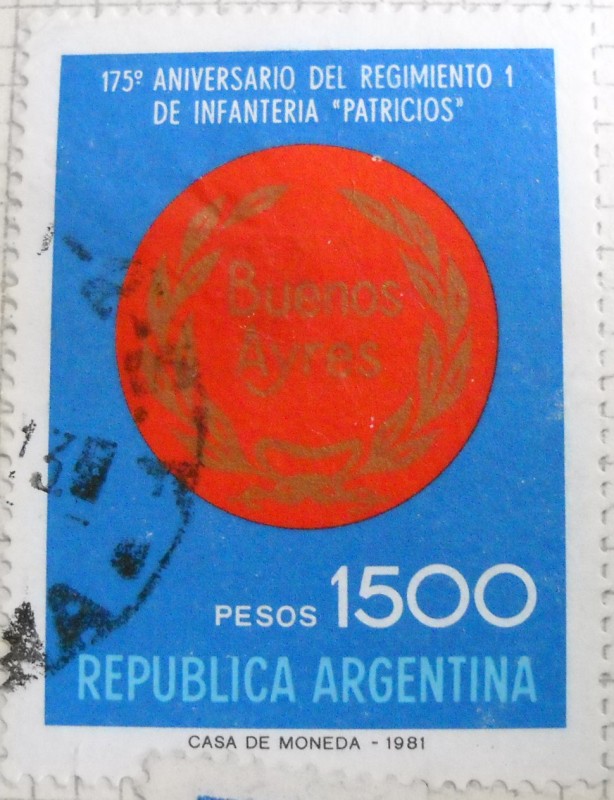 175º ANIVERSARIO DEL REGIMIENTO 1
DE INFANTERIA "PATRICIOS"
Buenos
Ayres
PESOS 1500
REPUBLICA ARGENTINA
CASA DE MONEDA - 1981